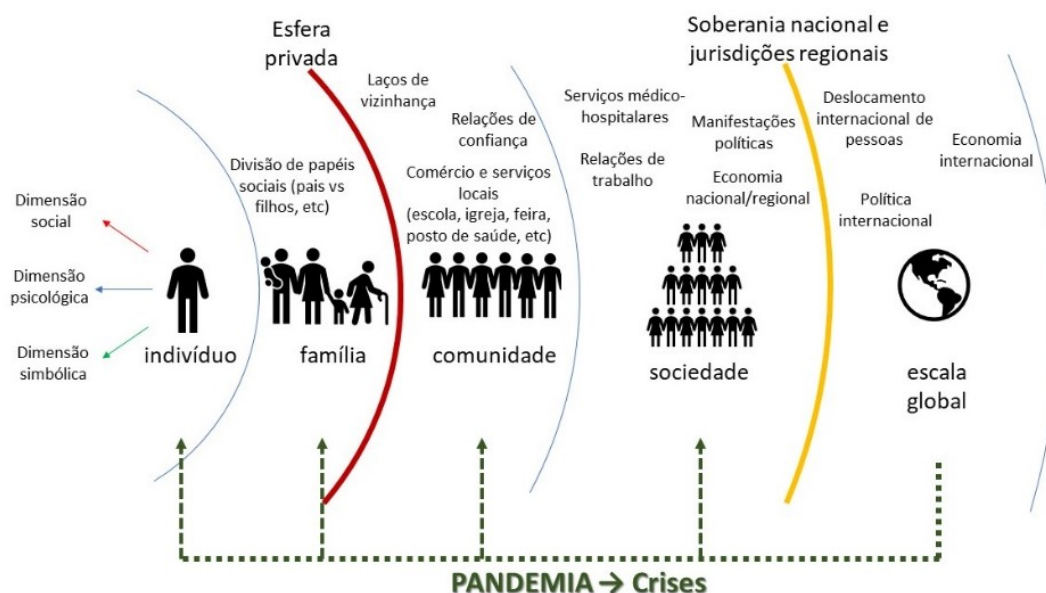 Esfera
privada
Soberania nacional e
jurisdições regionais
Laços de
vizinhança
Relações de
confiança
Serviços médico-
hospitalares
Manifestações
políticas
Deslocamento
internacional de
pessoas
Economia
internacional
Divisão de papéis
sociais (pais vs
filhos, etc)
Comércio e serviços
locais
(escola, igreja, feira,
posto de saúde, etc)
Relações de
trabalho
Economia
nacional/regional
Política
internacional
Dimensão
social
Dimensão
psicológica
Dimensão
simbólica
indivíduo
família
comunidade
sociedade
escala
global
PANDEMIA → Crises